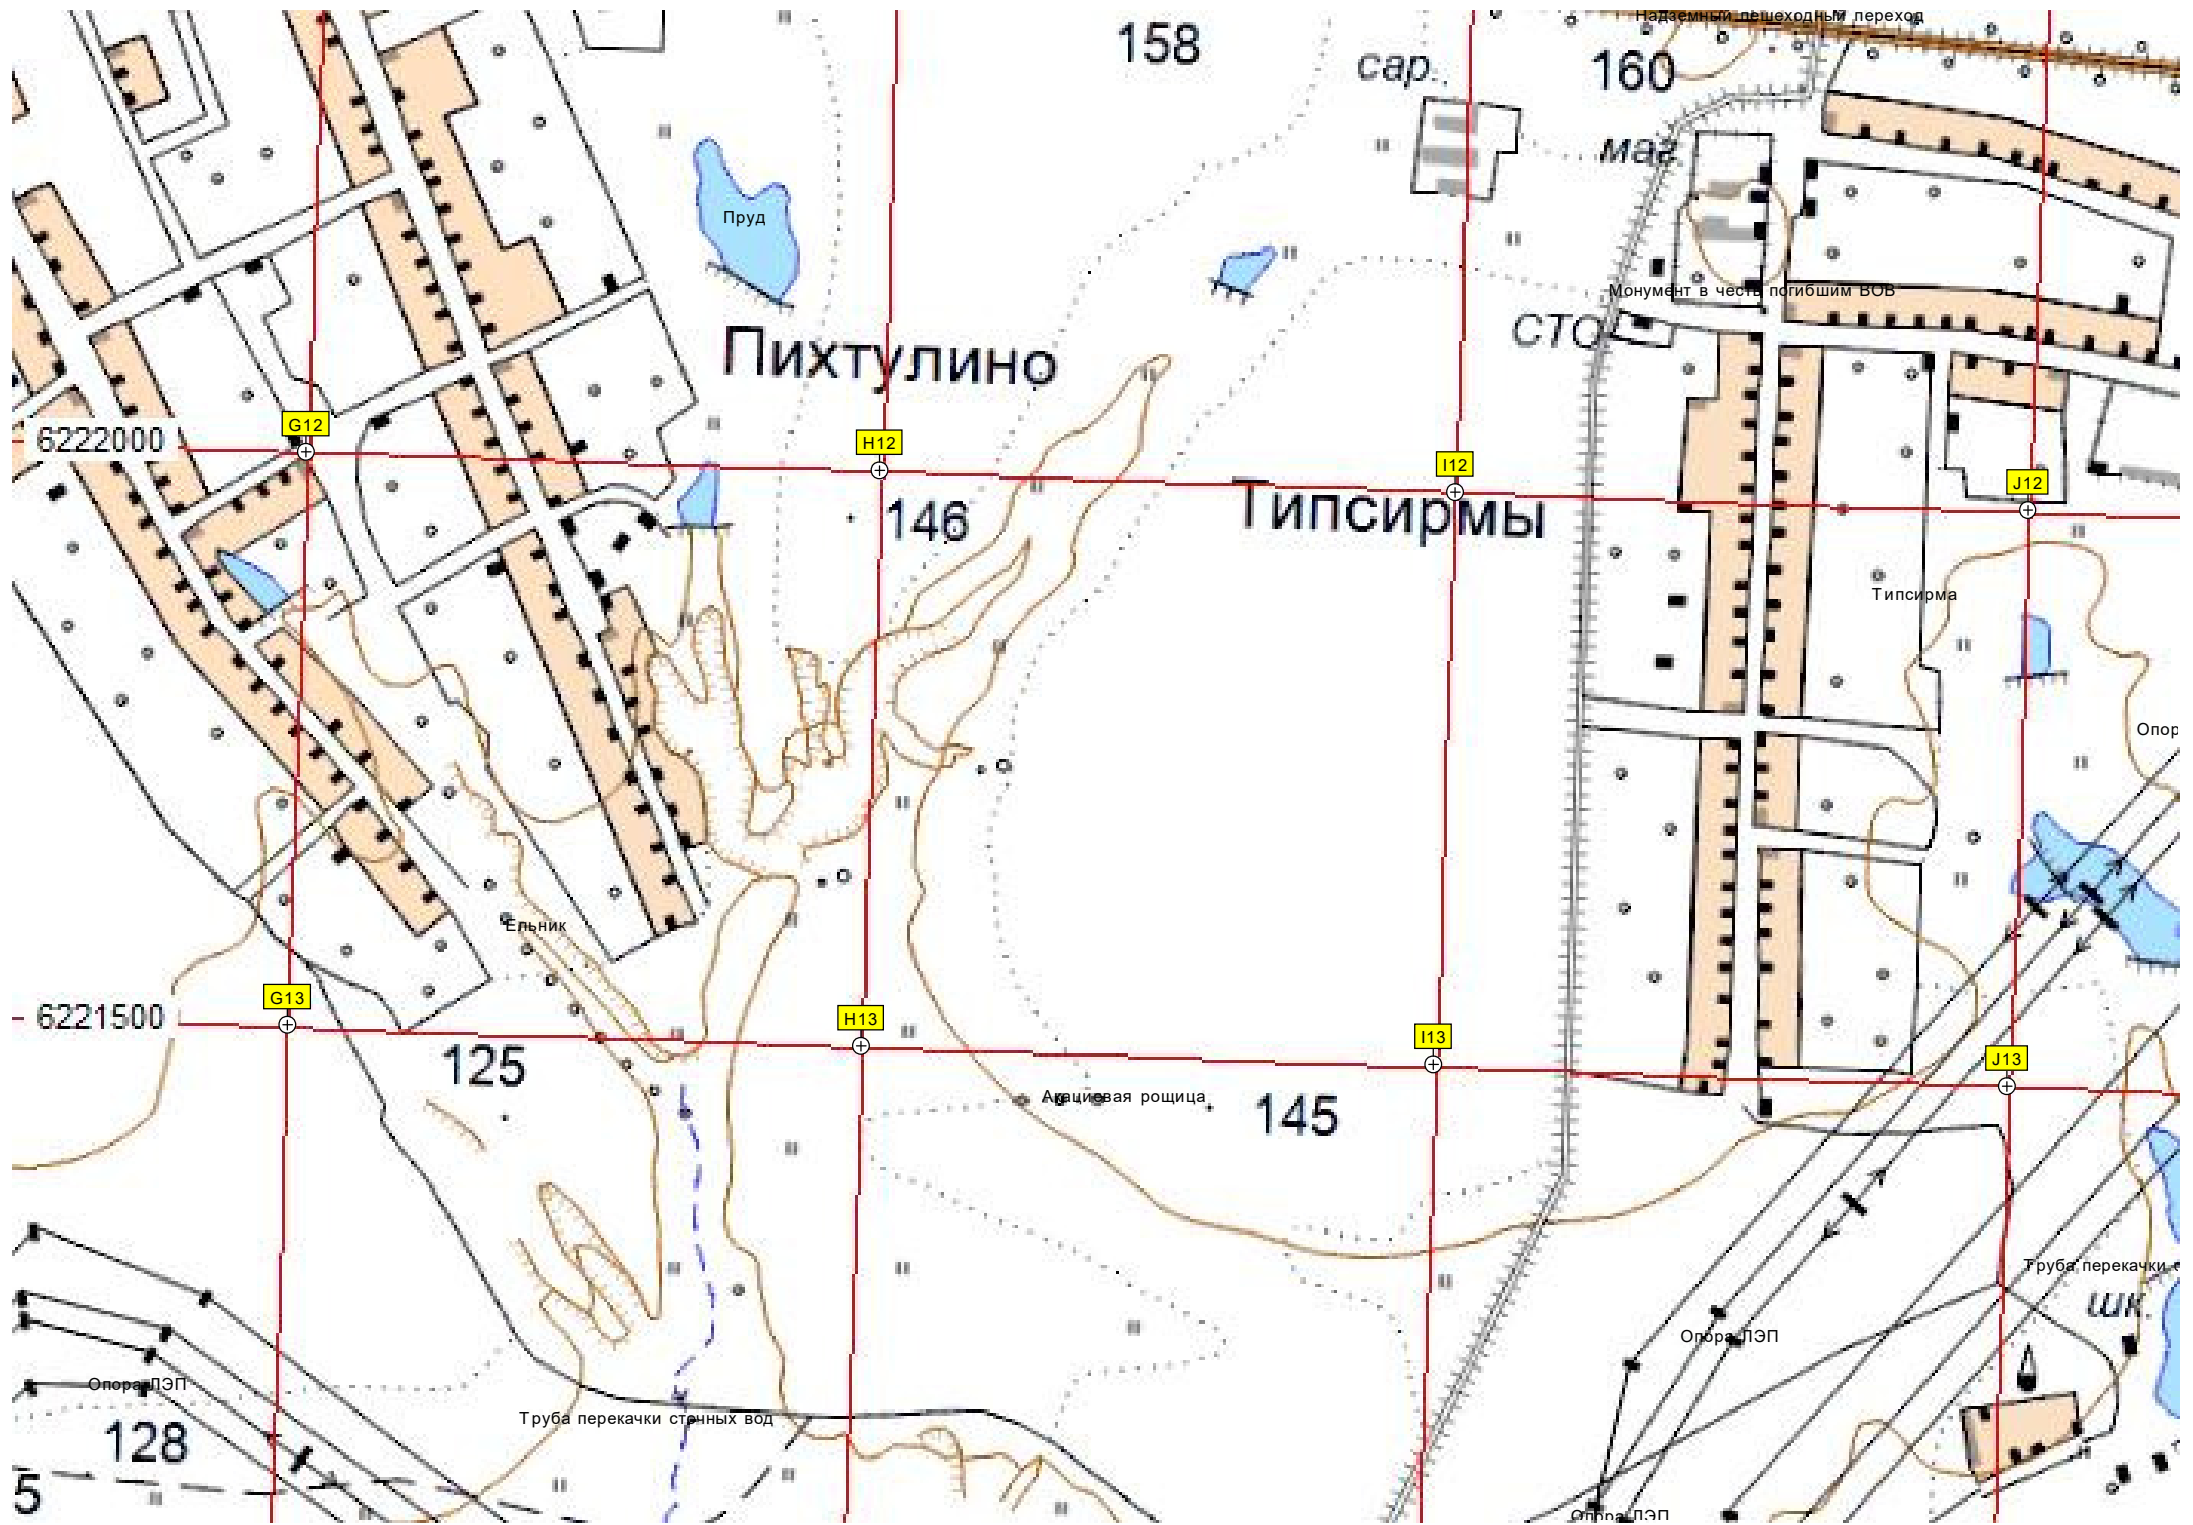 Надземный пешеходный переход
158
160
сар.
маг.
Пруд
Монумент в честь погибшим ВОВ
СТО
Пихтулино
G12
6222000
H12
I12
J12
146
Типсирмы
Типсирма
Опор
Ельник
G13
6221500
H13
I13
J13
125
Акациевая рощица
145
Труба перекачки с
шк.
Опора ЛЭП
Опора ЛЭП
Труба перекачки сточных вод
128
5
Опора ЛЭП